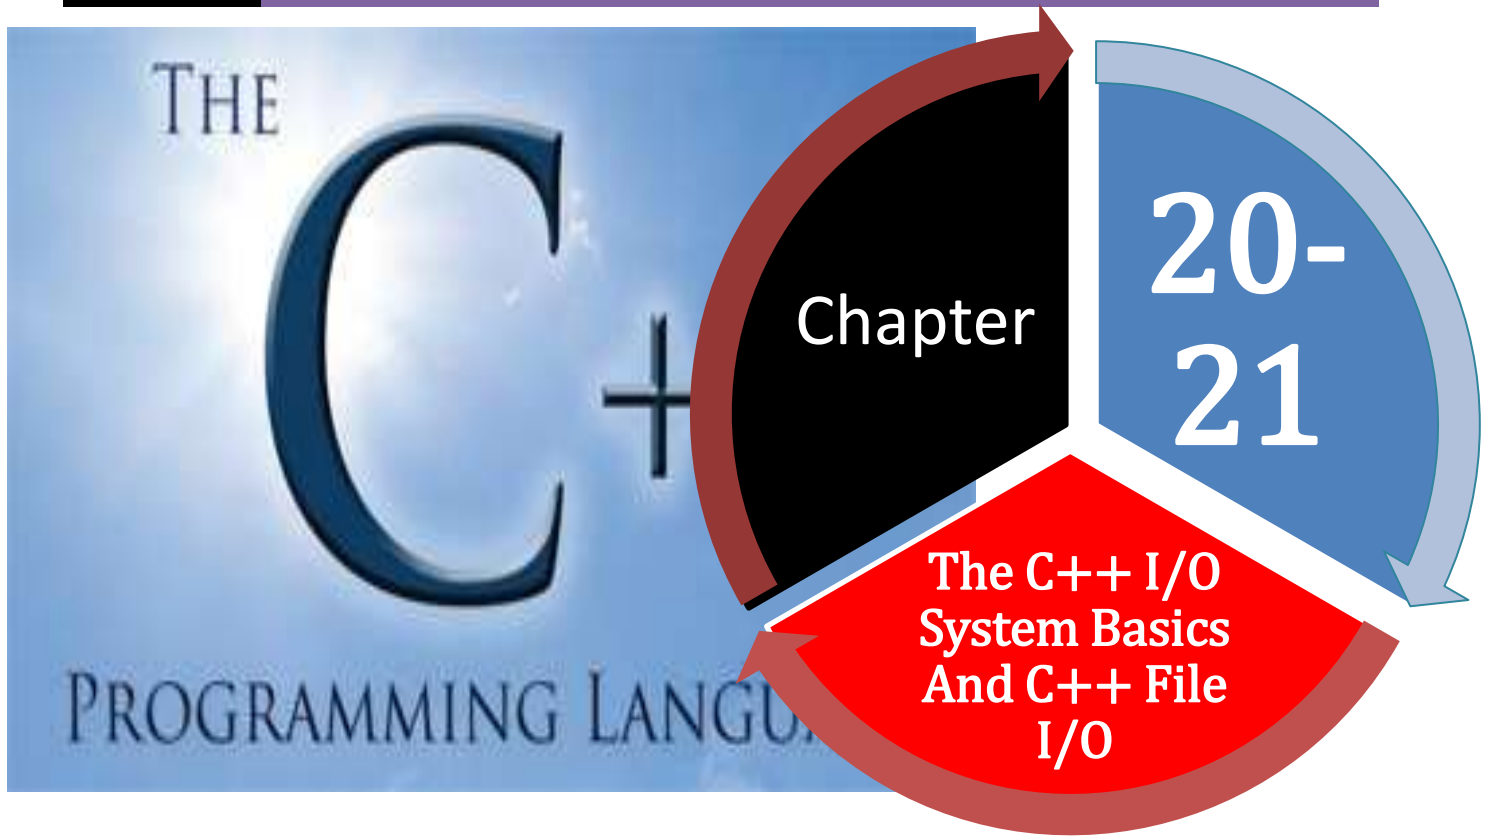 THE
C+
PROGRAMMING LANGU
Chapter
20-
21
The C++ I/O
System Basics
And C++ File
I/O